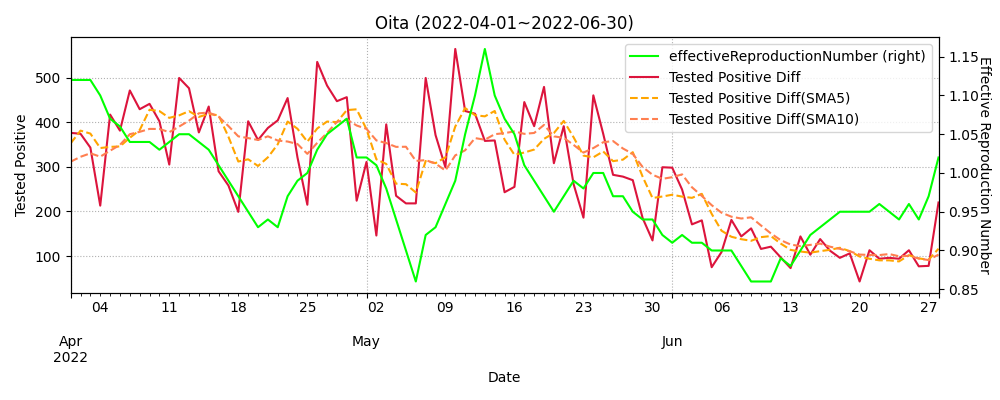 Oita (2022-04-01~2022-06-30)
effectiveReproductionNumber (right)
Tested Positive Diff
Tested Positive Diff(SMA5)
Tested Positive Diff(SMA10)
Tested Positive
500
400
300
200
100
1.15
1.10
1.05
1.00
0.95
0.90
0.85
Effective Reproduction Number
04 11 18 25 02 09 16 23 30 06 13 20 27
Apr May Jun
2022
Date